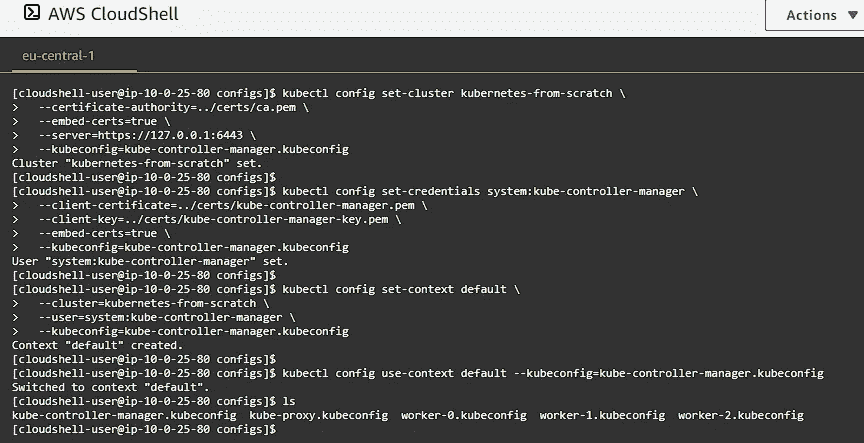 AWS CloudShell
Actions
eu-central-1
[cloudshell-user@ip-10-0-25-80 configs]$ kubectl config set-cluster kubernetes-from-scratch \
>   --certificate-authority=../certs/ca.pem \
>   --embed-certs=true \
>   --server=https://127.0.0.1:6443 \
>   --kubeconfig=kube-controller-manager.kubeconfig
Cluster "kubernetes-from-scratch" set.
[cloudshell-user@ip-10-0-25-80 configs]$
[cloudshell-user@ip-10-0-25-80 configs]$ kubectl config set-credentials system:kube-controller-manager \
>   --client-certificate=../certs/kube-controller-manager.pem \
>   --client-key=../certs/kube-controller-manager-key.pem \
>   --embed-certs=true \
>   --kubeconfig=kube-controller-manager.kubeconfig
User "system:kube-controller-manager" set.
[cloudshell-user@ip-10-0-25-80 configs]$
[cloudshell-user@ip-10-0-25-80 configs]$ kubectl config set-context default \
>   --cluster=kubernetes-from-scratch \
>   --user=system:kube-controller-manager \
>   --kubeconfig=kube-controller-manager.kubeconfig
Context "default" created.
[cloudshell-user@ip-10-0-25-80 configs]$
[cloudshell-user@ip-10-0-25-80 configs]$ kubectl config use-context default --kubeconfig=kube-controller-manager.kubeconfig
Switched to context "default".
[cloudshell-user@ip-10-0-25-80 configs]$ ls
kube-controller-manager.kubeconfig  kube-proxy.kubeconfig  worker-0.kubeconfig  worker-1.kubeconfig  worker-2.kubeconfig
[cloudshell-user@ip-10-0-25-80 configs]$